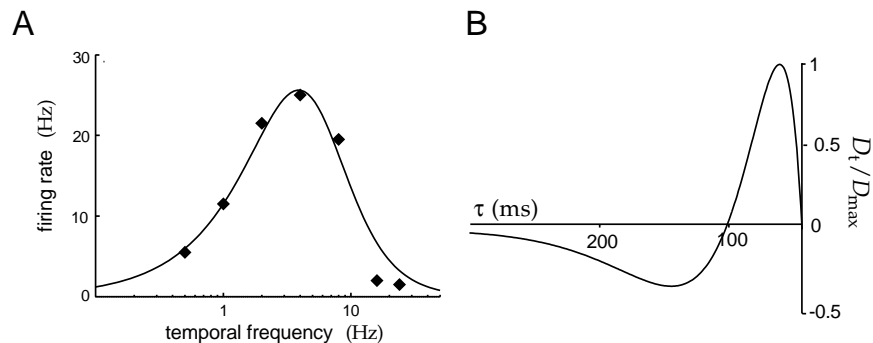 A
B
30
20
10
0
firing rate (Hz)
1
10
temporal frequency (Hz)
τ (ms)
200
100
1
0.5
0
-0.5
D_t / D_max